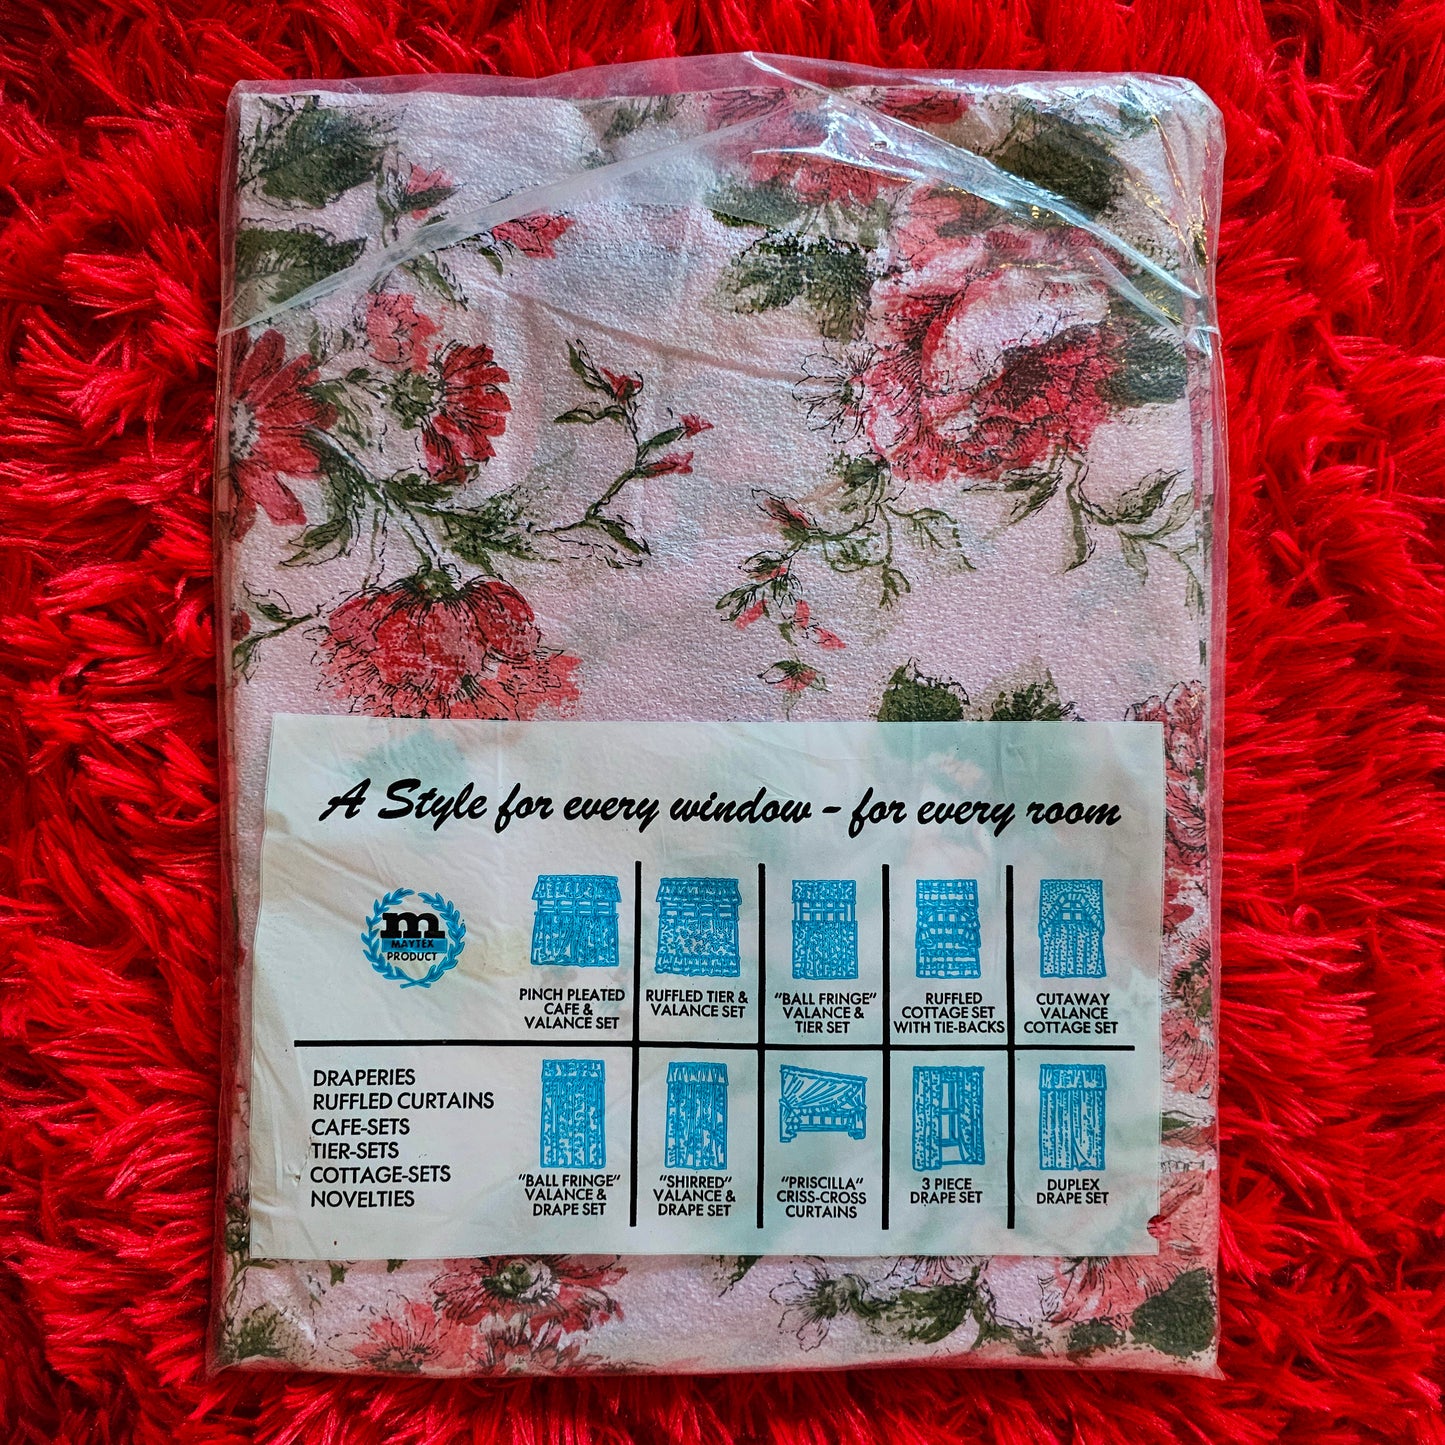 A Style for every window - for every room
m
MAYTEX
PRODUCT
PINCH PLEATED
CAFE &
VALANCE SET
RUFFLED TIER &
VALANCE SET
"BALL FRINGE"
VALANCE &
TIER SET
RUFFLED
COTTAGE SET
WITH TIE-BACKS
CUTAWAY
VALANCE
COTTAGE SET
DRAPERIES
RUFFLED CURTAINS
CAFE-SETS
TIER-SETS
COTTAGE-SETS
NOVELTIES
"BALL FRINGE"
VALANCE &
DRAPE SET
"SHIRRED"
VALANCE &
DRAPE SET
"PRISCILLA"
CRISS-CROSS
CURTAINS
3 PIECE
DRAPE SET
DUPLEX
DRAPE SET